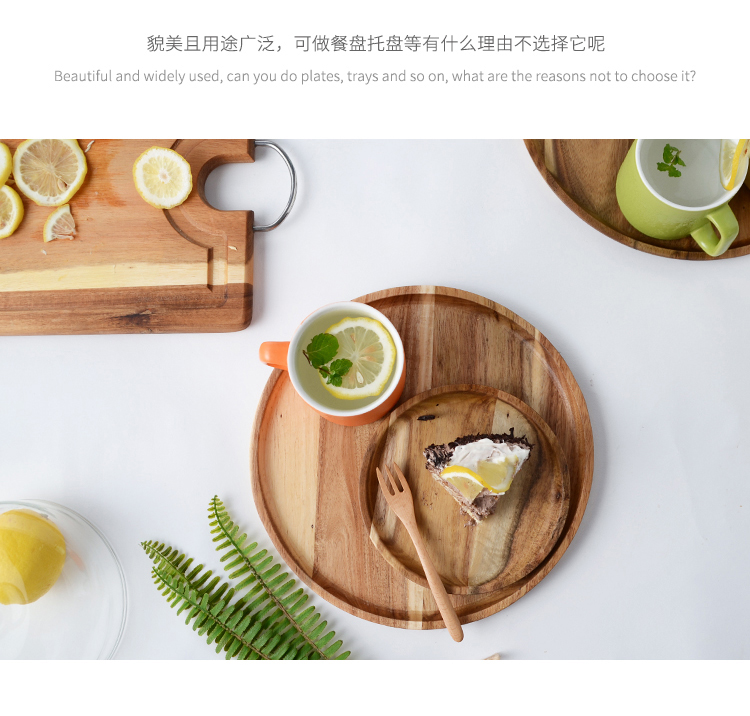 貌美且用途广泛，可做餐盘托盘等有什么理由不选择它呢
Beautiful and widely used, can you do plates, trays and so on, what are the reasons not to choose it?